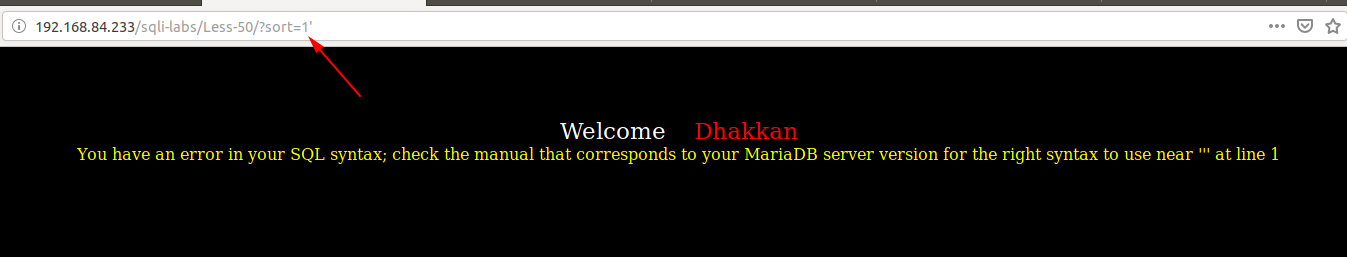 192.168.84.233/sqli-labs/Less-50/?sort=1'
Welcome Dhakkan
You have an error in your SQL syntax; check the manual that corresponds to your MariaDB server version for the right syntax to use near ''' at line 1